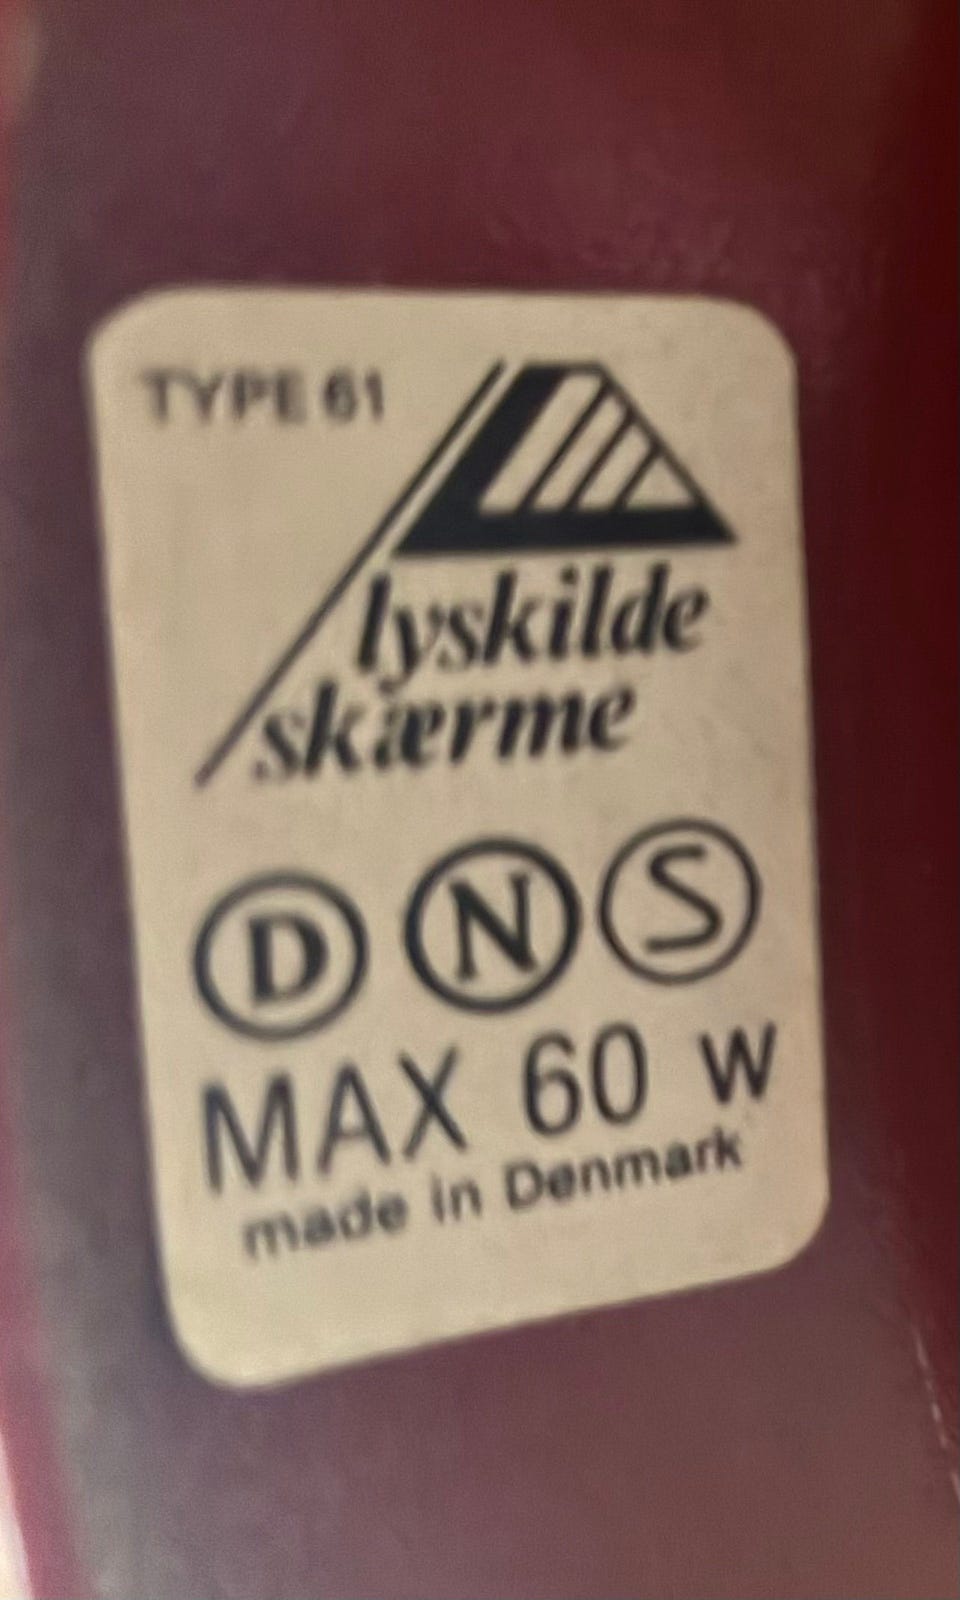 TYPE 61
lyskilde
skærme
D N S
MAX 60 W
made in Denmark